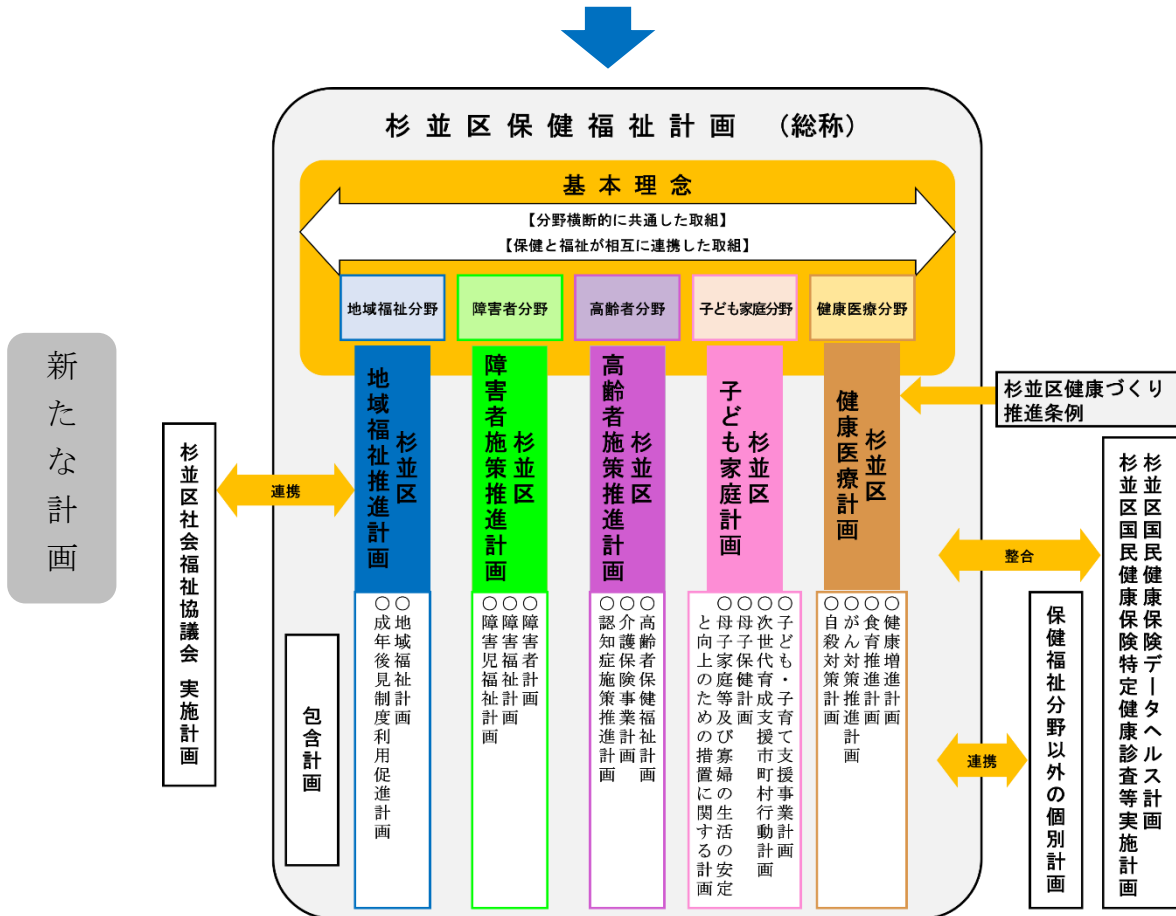 杉並区保健福祉計画 （総称）
基本理念
【分野横断的に共通した取組】
【保健と福祉が相互に連携した取組】
地域福祉分野
障害者分野
高齢者分野
子ども家庭分野
健康医療分野
新たな計画
杉並区
地域福祉推進計画
杉並区
障害者施策推進計画
杉並区
高齢者施策推進計画
杉並区
子ども家庭計画
杉並区
健康医療計画
杉並区健康づくり
推進条例
杉並区社会福祉協議会 実施計画
連携
整合
連携
杉並区国民健康保険データヘルス計画
杉並区国民健康保険特定健康診査等実施計画
保健福祉分野以外の個別計画
包含計画
○地域福祉計画
○成年後見制度利用促進計画
○障害者計画
○障害福祉計画
○障害児福祉計画
○高齢者保健福祉計画
○介護保険事業計画
○認知症施策推進計画
○子ども・子育て支援事業計画
○次世代育成支援市町村行動計画
○母子保健計画
○母子家庭等及び寡婦の生活の安定
と向上のための措置に関する計画
○健康増進計画
○食育推進計画
○がん対策推進計画
○自殺対策計画